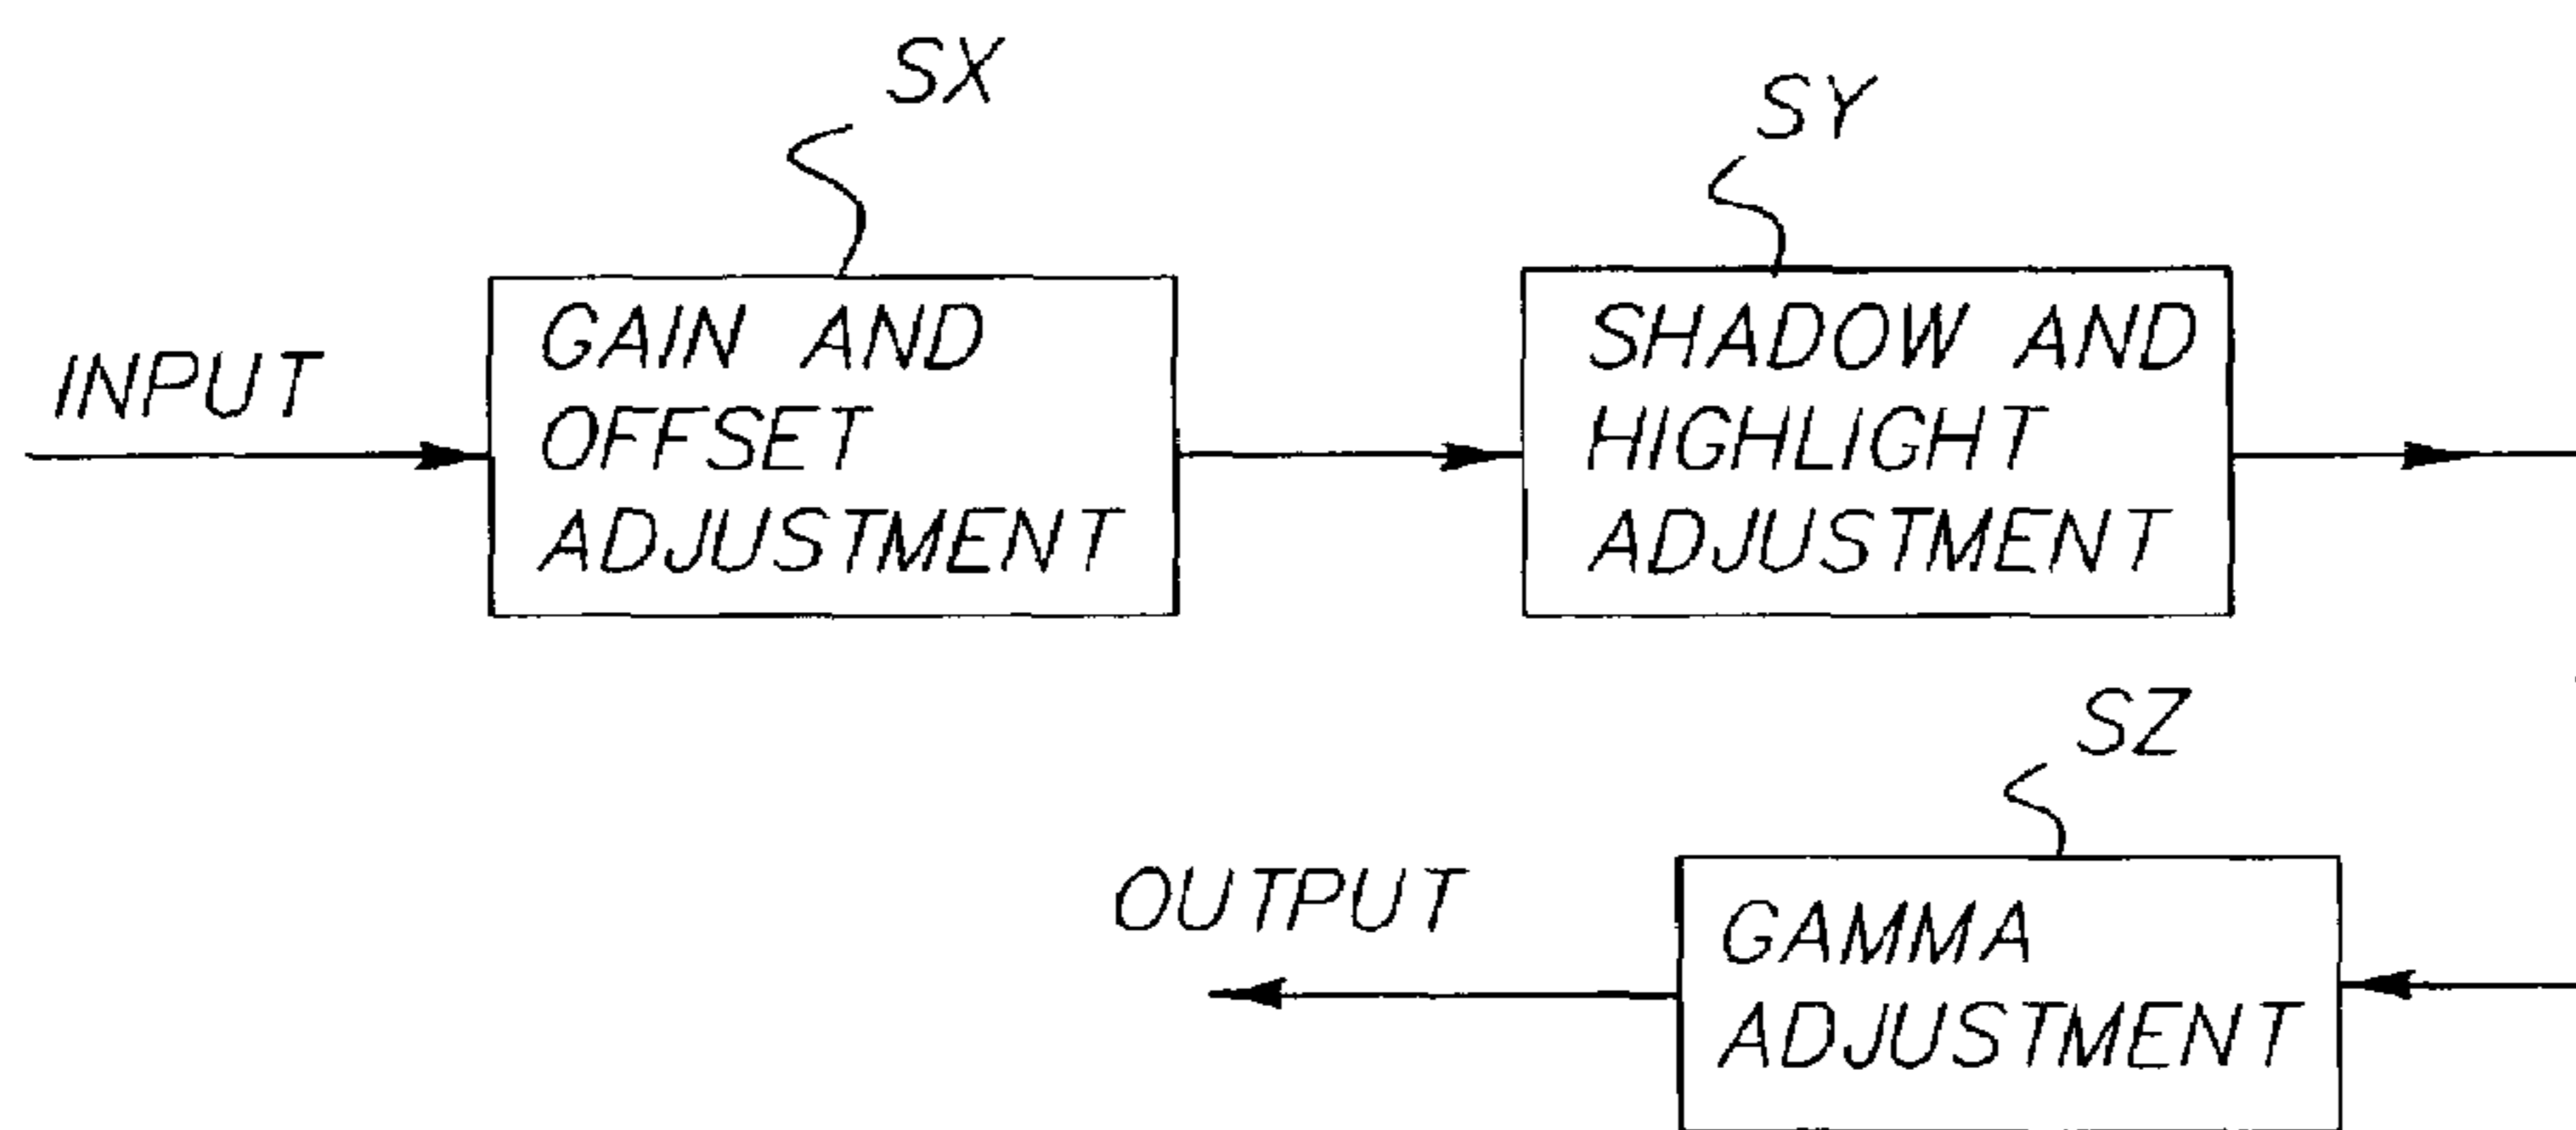 SX
SY
INPUT
GAIN AND
OFFSET
ADJUSTMENT
SHADOW AND
HIGHLIGHT
ADJUSTMENT
SZ
OUTPUT
GAMMA
ADJUSTMENT